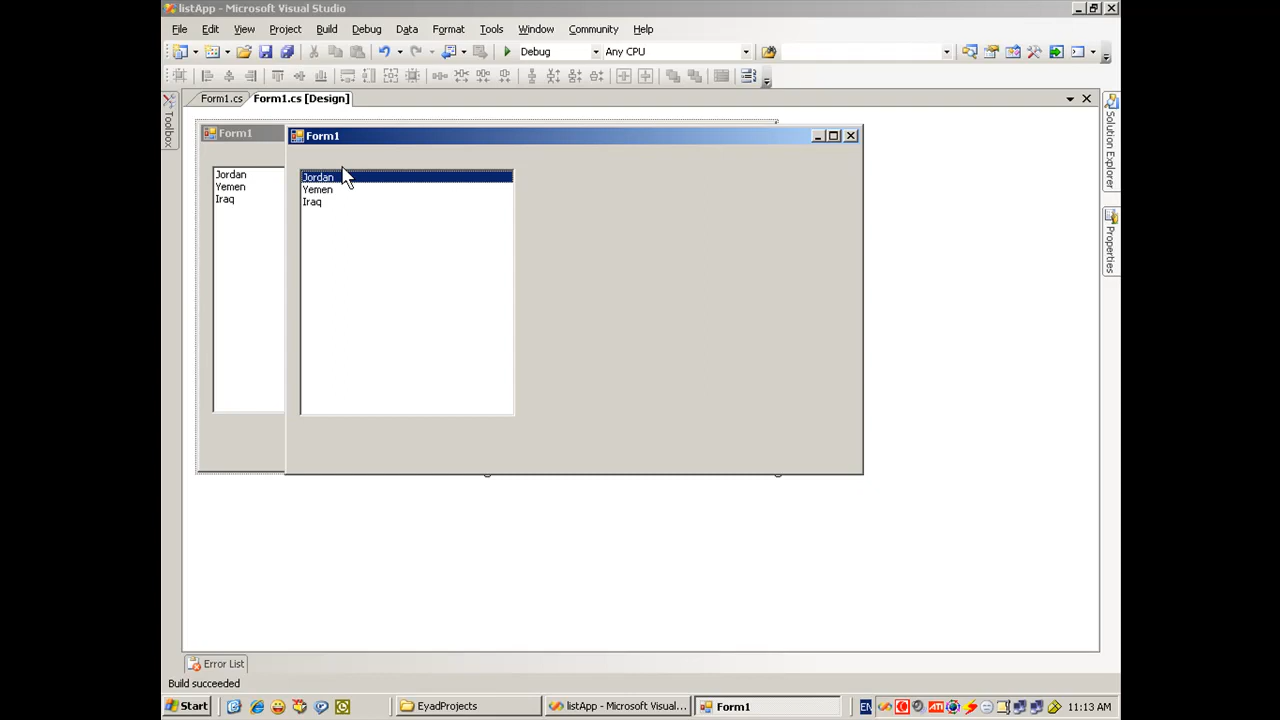 listApp - Microsoft Visual Studio
File Edit View Project Build Debug Data Format Tools Window Community Help
Debug Any CPU
Form1.cs Form1.cs [Design]
Toolbox
Solution Explorer
Properties
Form1
Jordan
Yemen
Iraq
Form1
Jordan
Yemen
Iraq
Error List
Build succeeded
Start EyadProjects listApp - Microsoft Visual... Form1 EN 11:13 AM